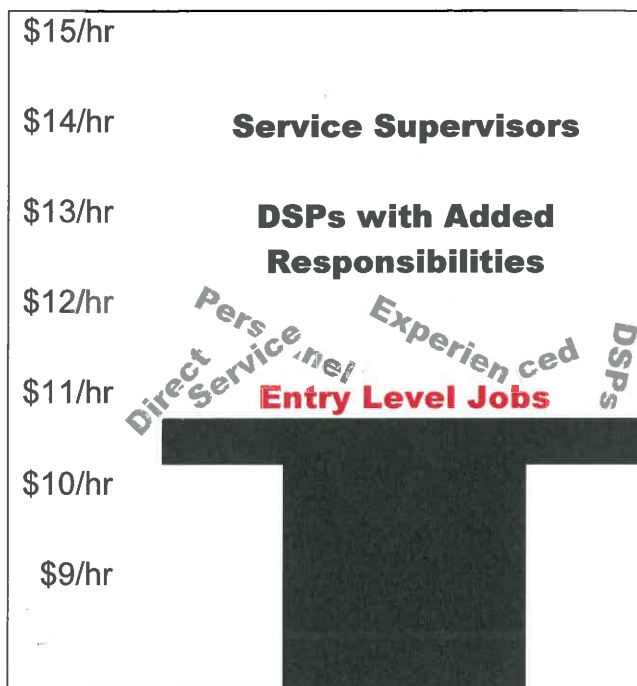 $15/hr
$14/hr
Service Supervisors
$13/hr
DSPs with Added
Responsibilities
$12/hr
Direct
Service
Personnel
Experienced
DSPs
$11/hr
Entry Level Jobs
$10/hr
$9/hr